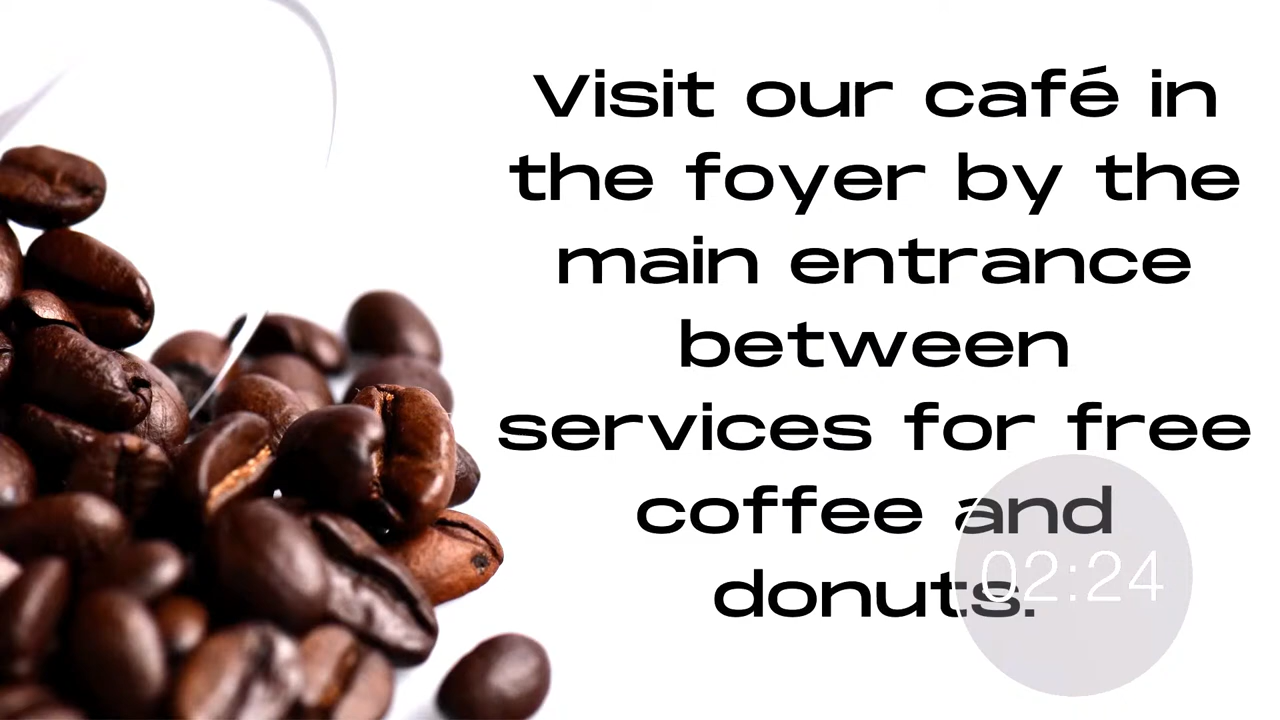 Visit our café in
the foyer by the
main entrance
between
services for free
coffee and
donuts.
02:24